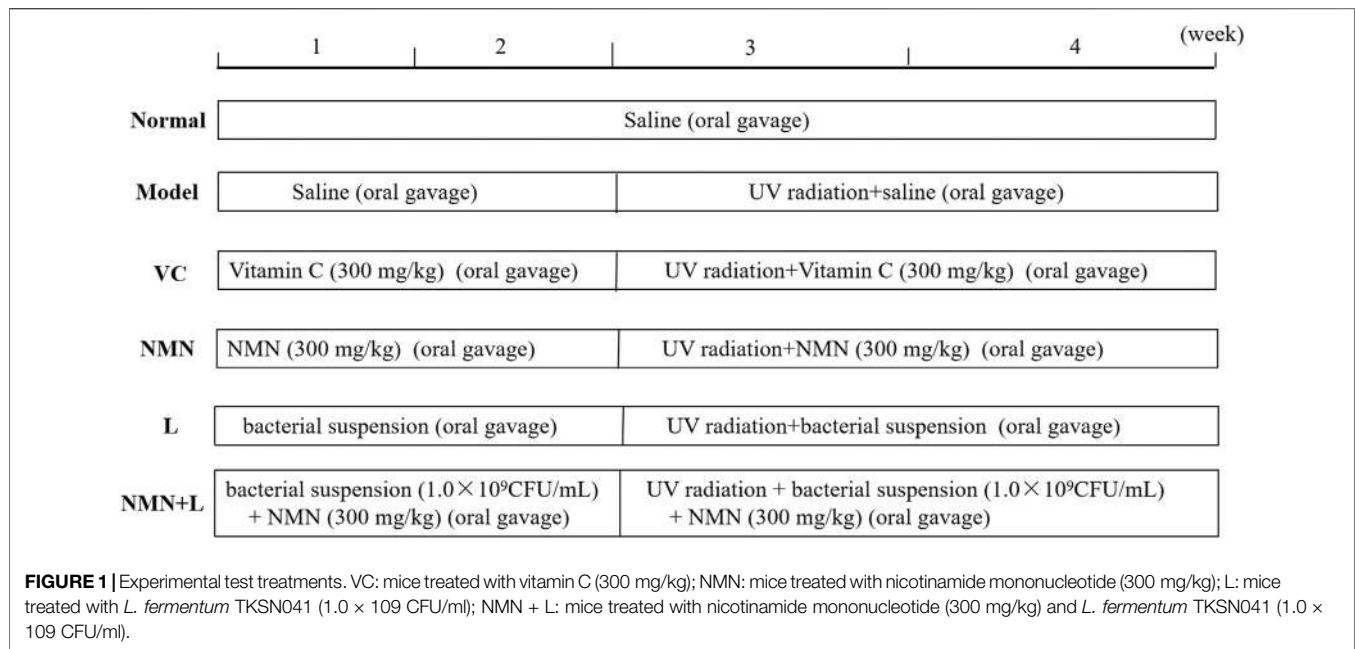 1 2 3 4 (week)
Normal Saline (oral gavage)
Model Saline (oral gavage) UV radiation+saline (oral gavage)
VC Vitamin C (300 mg/kg) (oral gavage) UV radiation+Vitamin C (300 mg/kg) (oral gavage)
NMN NMN (300 mg/kg) (oral gavage) UV radiation+NMN (300 mg/kg) (oral gavage)
L bacterial suspension (oral gavage) UV radiation+bacterial suspension (oral gavage)
NMN+L bacterial suspension (1.0×10⁹CFU/mL) UV radiation + bacterial suspension (1.0×10⁹CFU/mL)
+ NMN (300 mg/kg) (oral gavage) + NMN (300 mg/kg) (oral gavage)
FIGURE 1 | Experimental test treatments. VC: mice treated with vitamin C (300 mg/kg); NMN: mice treated with nicotinamide mononucleotide (300 mg/kg); L: mice
treated with L. fermentum TKSN041 (1.0 × 109 CFU/ml); NMN + L: mice treated with nicotinamide mononucleotide (300 mg/kg) and L. fermentum TKSN041 (1.0 ×
109 CFU/ml).